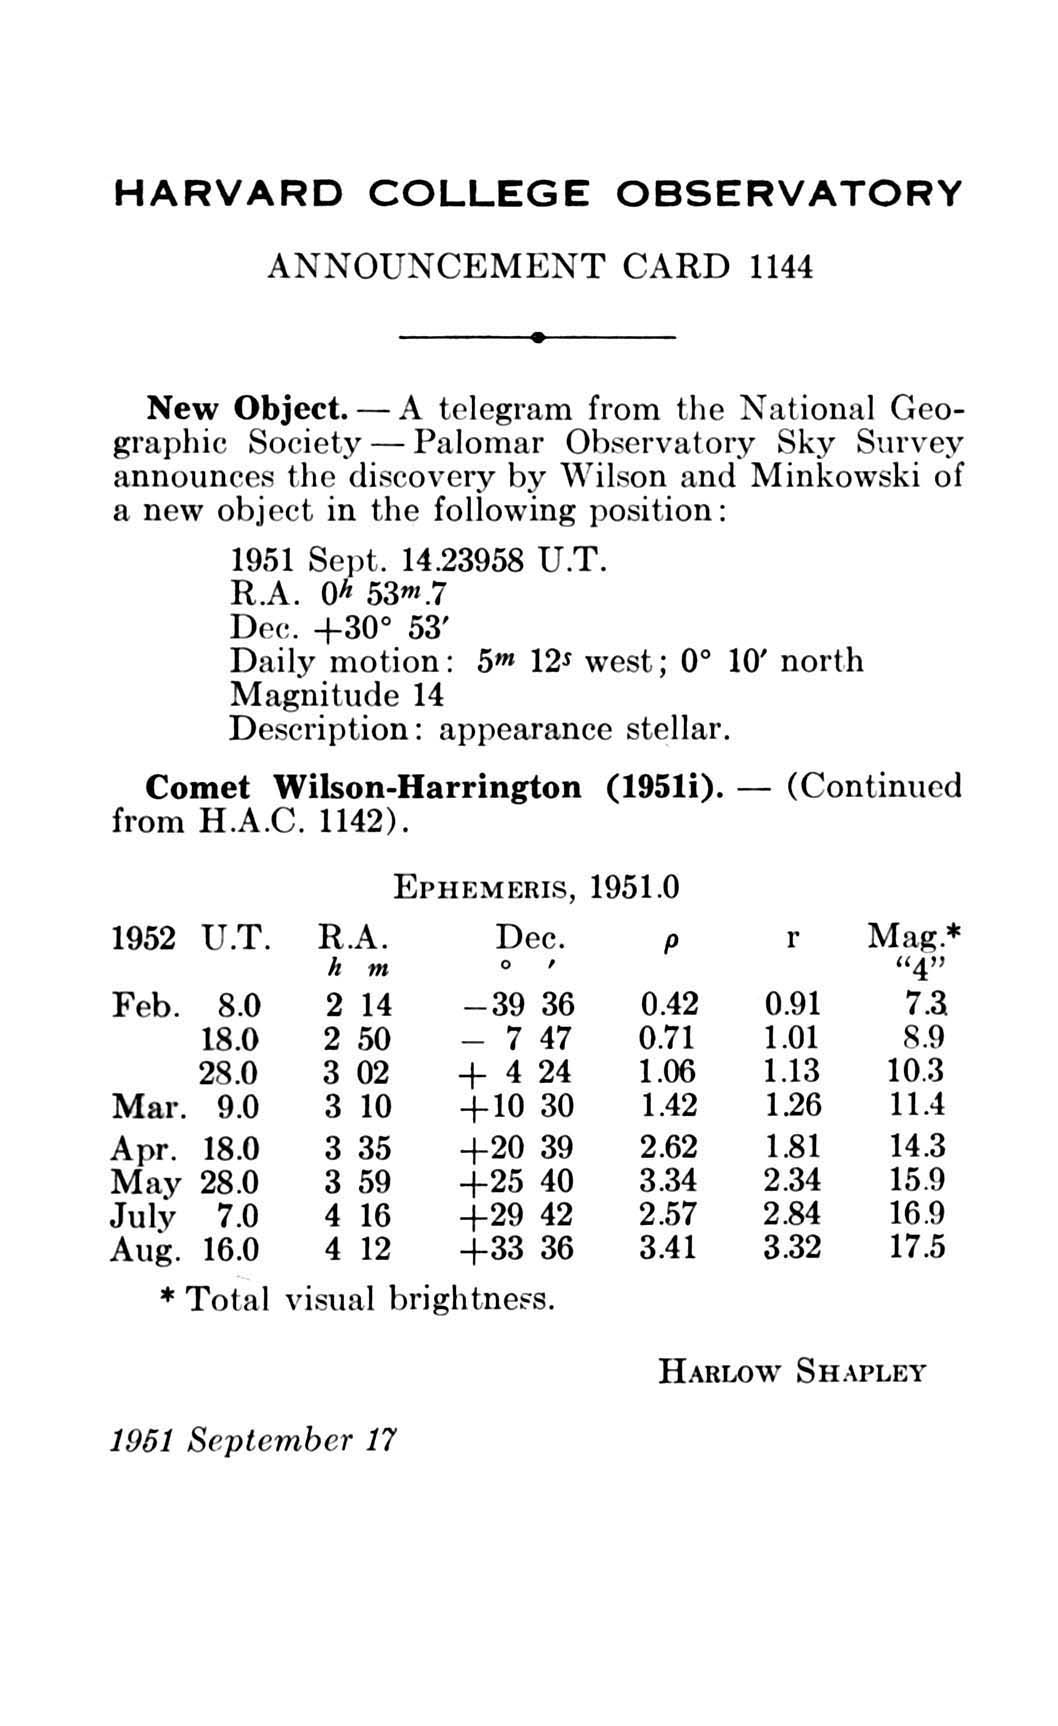 HARVARD COLLEGE OBSERVATORY
ANNOUNCEMENT CARD 1144
New Object. — A telegram from the National Geo-
graphic Society — Palomar Observatory Sky Survey
announces the discovery by Wilson and Minkowski of
a new object in the following position:
1951 Sept. 14.23958 U.T.
R.A. 0h 53m.7
Dec. +30° 53′
Daily motion: 5m 12s west; 0° 10′ north
Magnitude 14
Description: appearance stellar.
Comet Wilson-Harrington (1951i). — (Continued
from H.A.C. 1142).
EPHEMERIS, 1951.0
1952 U.T. R.A. Dec. ρ r Mag.*
h m ° ′ “4”
Feb. 8.0 2 14 −39 36 0.42 0.91 7.3
18.0 2 50 − 7 47 0.71 1.01 8.9
28.0 3 02 + 4 24 1.06 1.13 10.3
Mar. 9.0 3 10 +10 30 1.42 1.26 11.4
Apr. 18.0 3 35 +20 39 2.62 1.81 14.3
May 28.0 3 59 +25 40 3.34 2.34 15.9
July 7.0 4 16 +29 42 2.57 2.84 16.9
Aug. 16.0 4 12 +33 36 3.41 3.32 17.5
* Total visual brightness.
HARLOW SHAPLEY
1951 September 17